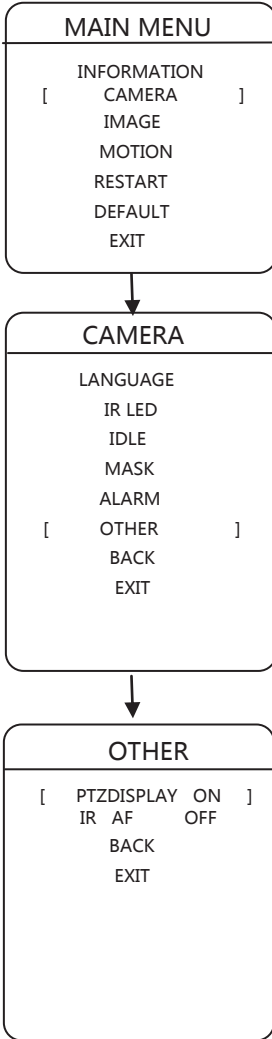 MAIN MENU
INFORMATION
[ CAMERA ]
IMAGE
MOTION
RESTART
DEFAULT
EXIT
CAMERA
LANGUAGE
IR LED
IDLE
MASK
ALARM
[ OTHER ]
BACK
EXIT
OTHER
[ PTZDISPLAY ON ]
IR AF OFF
BACK
EXIT